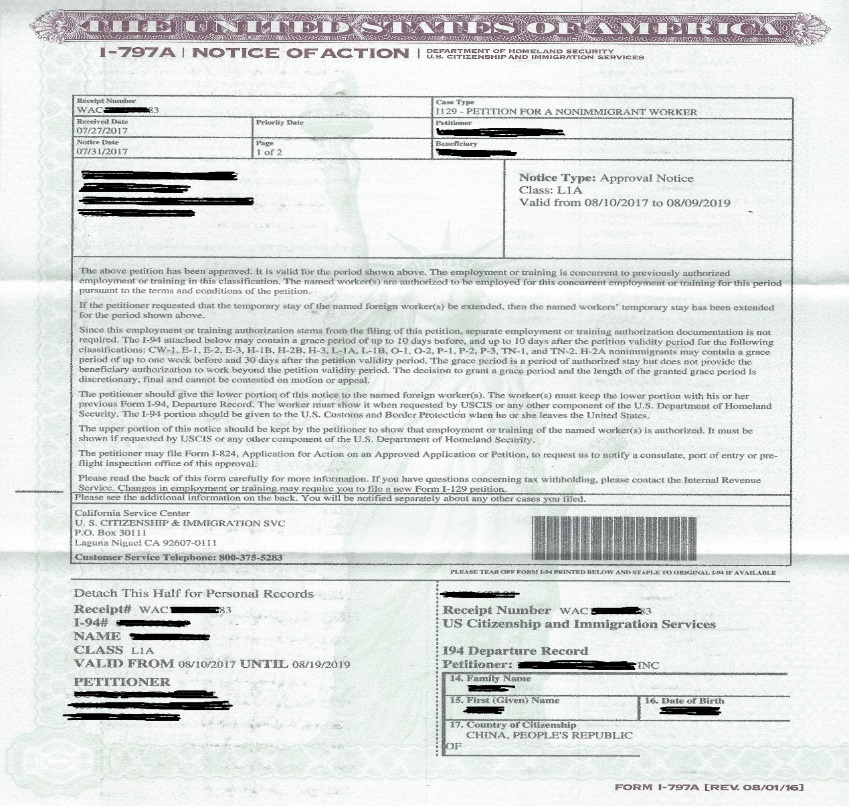 THE UNITED STATES OF AMERICA
I-797A | NOTICE OF ACTION | DEPARTMENT OF HOMELAND SECURITY
U.S. CITIZENSHIP AND IMMIGRATION SERVICES
Receipt Number
WAC 83
Case Type
I129 - PETITION FOR A NONIMMIGRANT WORKER
Received Date
07/27/2017
Priority Date
Petitioner
Notice Date
07/31/2017
Page
1 of 2
Beneficiary
Notice Type: Approval Notice
Class: L1A
Valid from 08/10/2017 to 08/09/2019
The above petition has been approved. It is valid for the period shown above. The employment or training is concurrent to previously authorized
employment or training in this classification. The named worker(s) are authorized to be employed for this concurrent employment or training for this period
pursuant to the terms and conditions of the petition.
If the petitioner requested that the temporary stay of the named foreign worker(s) be extended, then the named workers' temporary stay has been extended
for the period shown above.
Since this employment or training authorization stems from the filing of this petition, separate employment or training authorization documentation is not
required. The I-94 attached below may contain a grace period of up to 10 days before, and up to 10 days after the petition validity period for the following
classifications: CW-1, E-1, E-2, E-3, H-1B, H-2B, H-3, L-1A, L-1B, O-1, O-2, P-1, P-2, P-3, TN-1, and TN-2, H-2A nonimmigrants may contain a grace
period of up to one week before and 30 days after the petition validity period. The grace period is a period of authorized stay but does not provide the
beneficiary authorization to work beyond the petition validity period. The decision to grant a grace period and the length of the granted grace period is
discretionary, final and cannot be contested on motion or appeal.
The petitioner should give the lower portion of this notice to the named foreign worker(s). The worker(s) must keep the lower portion with his or her
previous Form I-94, Departure Record. The worker must show it when requested by USCIS or any other component of the U.S. Department of Homeland
Security. The I-94 portion should be given to the U.S. Customs and Border Protection when he or she leaves the United States.
The upper portion of this notice should be kept by the petitioner to show that employment or training of the named worker(s) is authorized. It must be
shown if requested by USCIS or any other component of the U.S. Department of Homeland Security.
The petitioner may file Form I-824, Application for Action on an Approved Application or Petition, to request us to notify a consulate, port of entry or pre-
flight inspection office of this approval.
Please read the back of this form carefully for more information. If you have questions concerning tax withholding, please contact the Internal Revenue
Service. Changes in employment or training may require you to file a new Form I-129 petition.
Please see the additional information on the back. You will be notified separately about any other cases you filed.
California Service Center
U. S. CITIZENSHIP & IMMIGRATION SVC
P.O. Box 30111
Laguna Niguel CA 92607-0111
Customer Service Telephone: 800-375-5283
PLEASE TEAR OFF FORM I-94 PRINTED BELOW AND STAPLE TO ORIGINAL I-94 IF AVAILABLE
Detach This Half for Personal Records
Receipt# WAC 83
I-94#
NAME
CLASS L1A
VALID FROM 08/10/2017 UNTIL 08/19/2019
PETITIONER
Receipt Number WAC 83
US Citizenship and Immigration Services
I94 Departure Record
Petitioner: INC
14. Family Name
15. First (Given) Name
16. Date of Birth
17. Country of Citizenship
CHINA, PEOPLE'S REPUBLIC
OF
FORM I-797A [REV. 08/01/16]